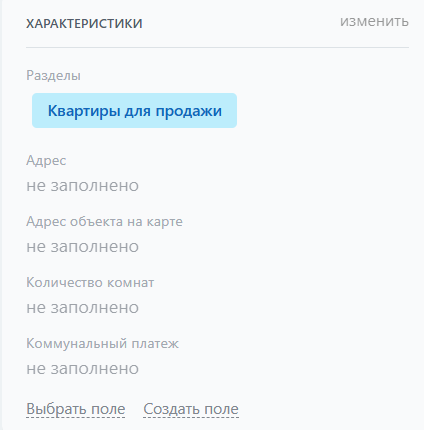 ХАРАКТЕРИСТИКИ изменить
Разделы
Квартиры для продажи
Адрес
не заполнено
Адрес объекта на карте
не заполнено
Количество комнат
не заполнено
Коммунальный платеж
не заполнено
Выбрать поле Создать поле